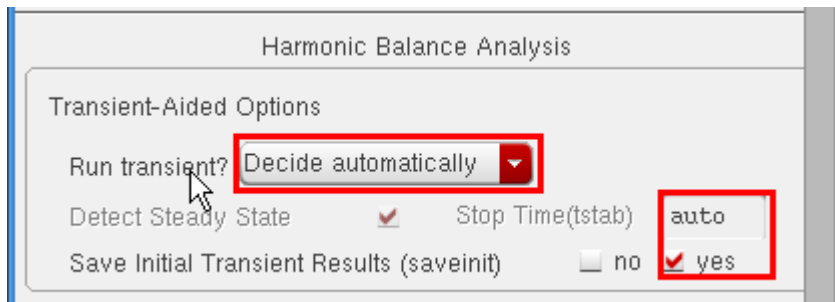 Harmonic Balance Analysis
Transient-Aided Options
Run transient? Decide automatically
Detect Steady State Stop Time(tstab) auto
Save Initial Transient Results (saveinit) no yes